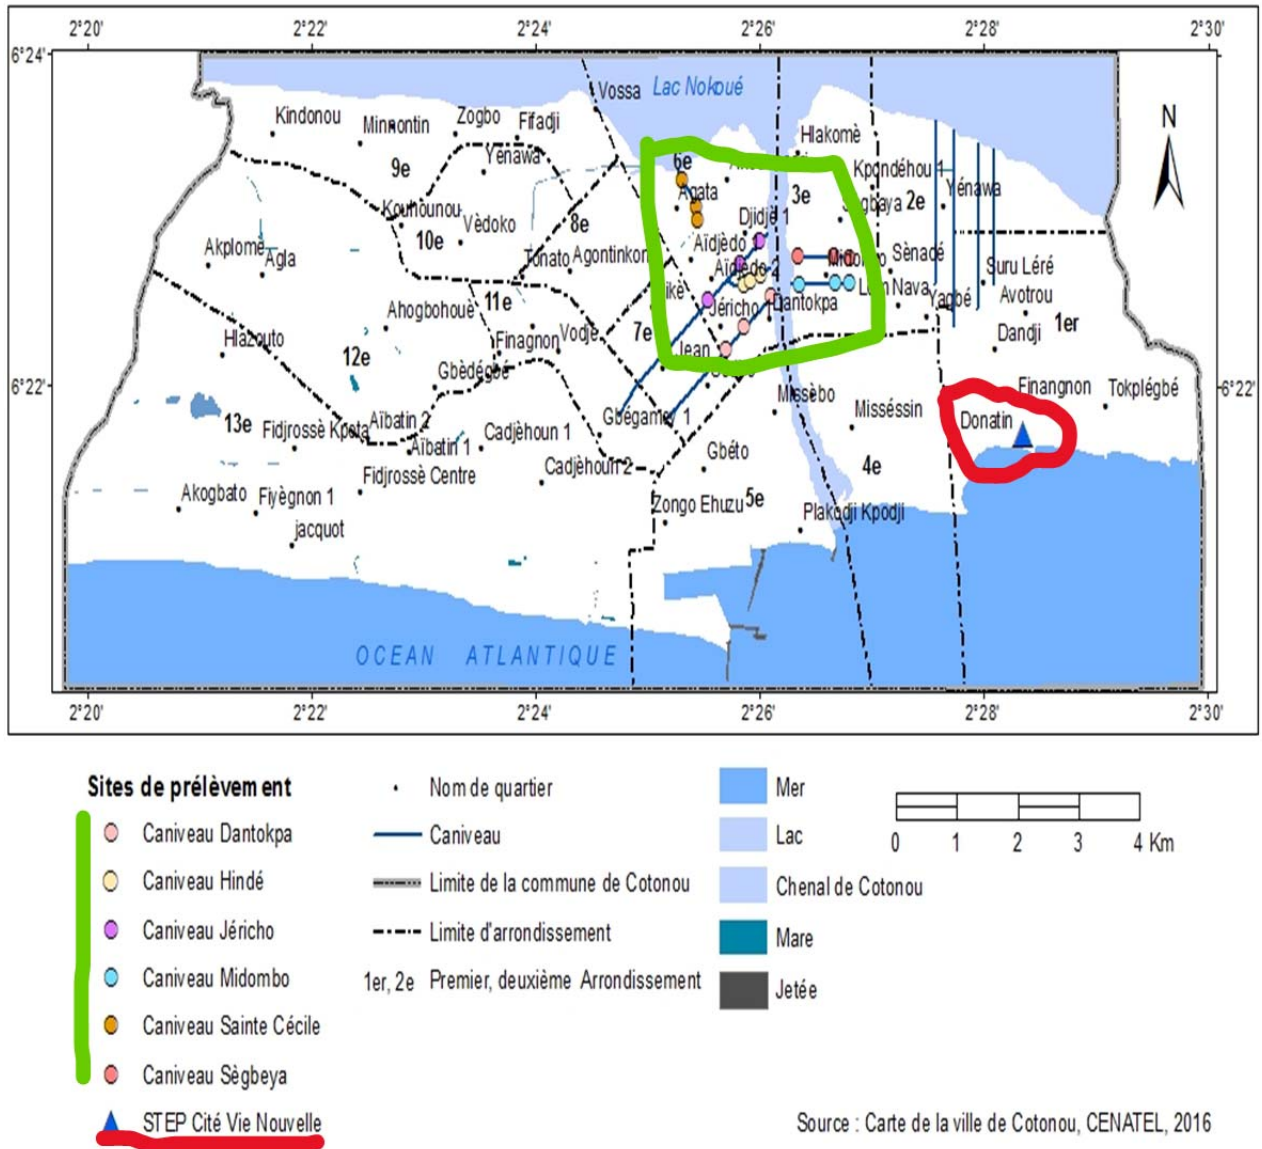 2°20' 2°22' 2°24' 2°26' 2°28' 2°30'
6°24'
Vossa Lac Nokoué
Kindonou Minnontin Zogbo Fifadji Hlakomè N
9e Yénawa 6e Kpondéhou 1
Agata 3e 2e Yénawa
Kouhounou Vèdoko 8e Djidjè 1
10e
Akplomè Agla Tonato Agontinkon Aïdjèdo Sènadé
Aïdjèdo 2 Suru Léré
11e Dantokpa Nava Yagbé Avotrou
Ahogbohouè Finagnon Vodje 7e Jéricho 1er
Hlazouto 12e Jean Dandji
6°22' Gbèdégbé 6°22'
Missèbo Finangnon Tokplégbé
13e Fidjrossè Kpota Aïbatin 2 Gbégamey 1 Misséssin Donatin
Aïbatin 1 Cadjèhoun 1 Gbéto
Fidjrossè Centre Cadjèhoun 2 4e
Akogbato Fiyègnon 1 Zongo Ehuzu 5e Plakodji Kpodji
jacquot
OCEAN ATLANTIQUE
2°20' 2°22' 2°24' 2°26' 2°28' 2°30'
Sites de prélèvement
Caniveau Dantokpa
Caniveau Hindé
Caniveau Jéricho
Caniveau Midombo
Caniveau Sainte Cécile
Caniveau Sègbeya
STEP Cité Vie Nouvelle
Nom de quartier
Caniveau
Limite de la commune de Cotonou
Limite d'arrondissement
1er, 2e Premier, deuxième Arrondissement
Mer
Lac
Chenal de Cotonou
Mare
Jetée
0 1 2 3 4 Km
Source : Carte de la ville de Cotonou, CENATEL, 2016